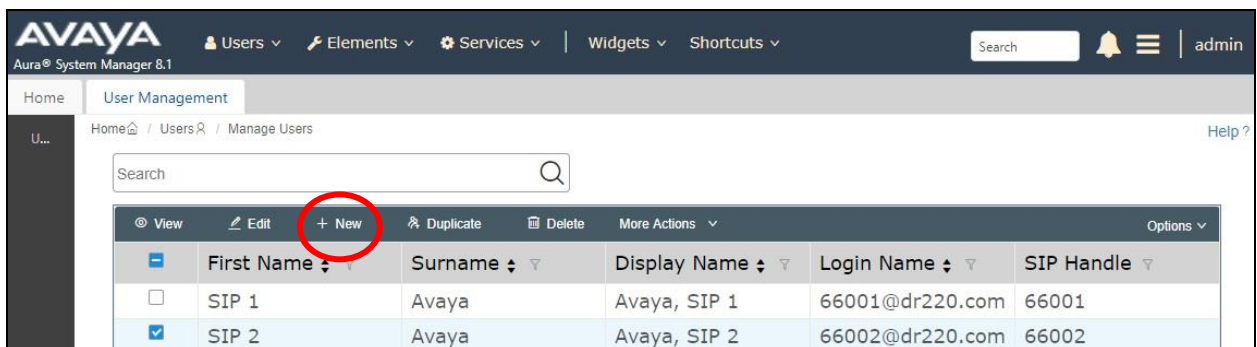 AVAYA
Aura® System Manager 8.1
Users Elements Services | Widgets Shortcuts Search | admin
Home User Management
U... Home / Users / Manage Users Help ?
Search
View Edit + New Duplicate Delete More Actions Options
First Name Surname Display Name Login Name SIP Handle
SIP 1 Avaya Avaya, SIP 1 66001@dr220.com 66001
SIP 2 Avaya Avaya, SIP 2 66002@dr220.com 66002